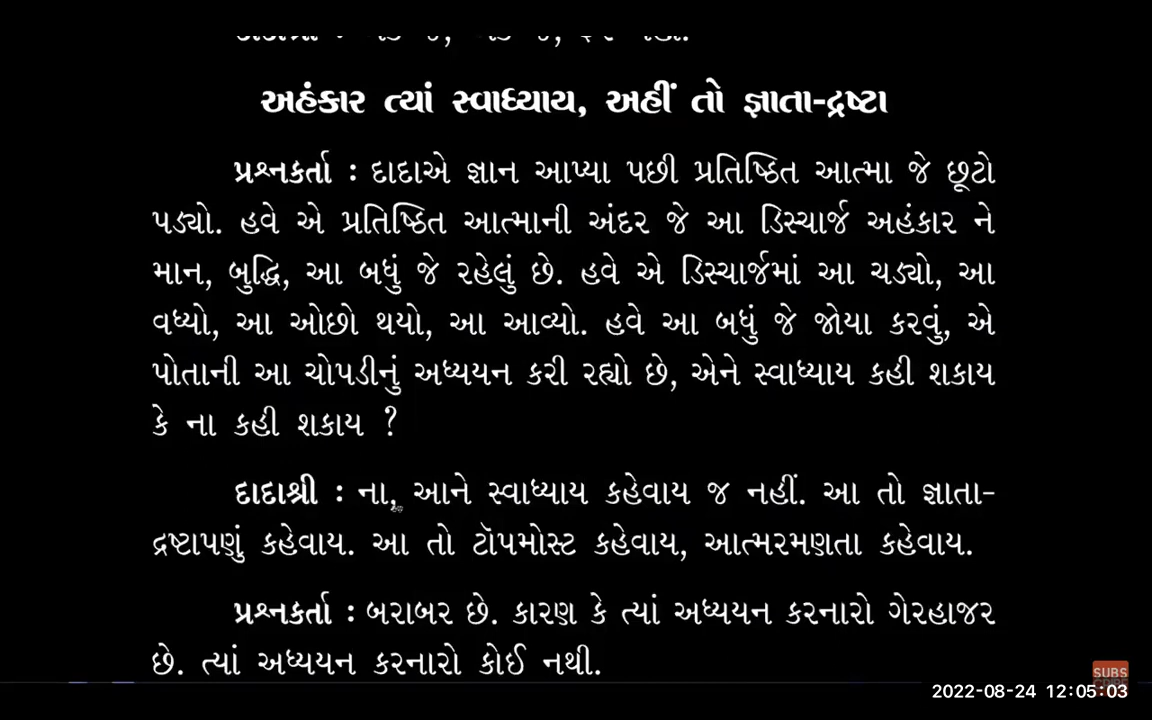 અહંકાર ત્યાં સ્વાધ્યાય, અહીં તો જ્ઞાતા-દ્રષ્ટા
પ્રશ્નકર્તા : દાદાએ જ્ઞાન આપ્યા પછી પ્રતિષ્ઠિત આત્મા જે છૂટો
પડ્યો. હવે એ પ્રતિષ્ઠિત આત્માની અંદર જે આ ડિસ્ચાર્જ અહંકાર ને
માન, બુદ્ધિ, આ બધું જે રહેલું છે. હવે એ ડિસ્ચાર્જમાં આ ચડ્યો, આ
વધ્યો, આ ઓછો થયો, આ આવ્યો. હવે આ બધું જે જોયા કરવું, એ
પોતાની આ ચોપડીનું અધ્યયન કરી રહ્યો છે, એને સ્વાધ્યાય કહી શકાય
કે ના કહી શકાય ?
દાદાશ્રી : ના, આને સ્વાધ્યાય કહેવાય જ નહીં. આ તો જ્ઞાતા-
દ્રષ્ટાપણું કહેવાય. આ તો ટૉપમોસ્ટ કહેવાય, આત્મરમણતા કહેવાય.
પ્રશ્નકર્તા : બરાબર છે. કારણ કે ત્યાં અધ્યયન કરનારો ગેરહાજર
છે. ત્યાં અધ્યયન કરનારો કોઈ નથી.
SUBS
2022-08-24 12:05:03